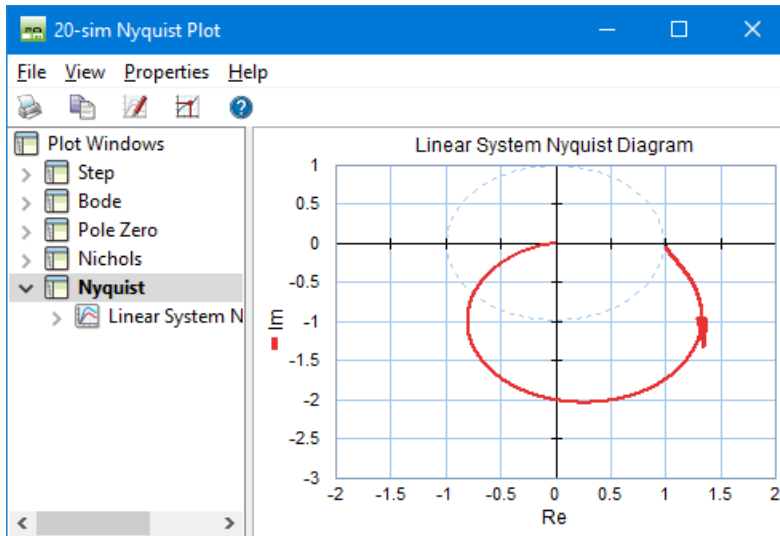 20-sim Nyquist Plot
File View Properties Help
Plot Windows
Step
Bode
Pole Zero
Nichols
Nyquist
Linear System N
Linear System Nyquist Diagram
1
0.5
0
-0.5
-1
-1.5
-2
-2.5
-3
Im
-2 -1.5 -1 -0.5 0 0.5 1 1.5 2
Re